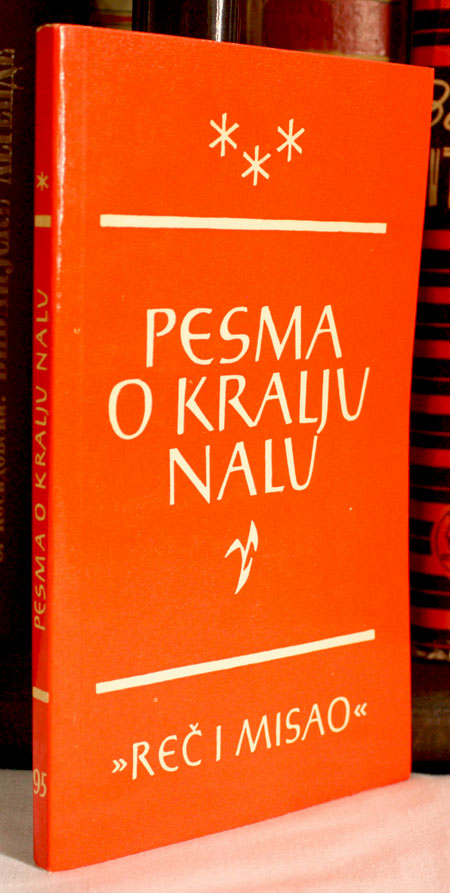 * * *
PESMA
O KRALJU
NALU
»REČ I MISAO«
* PESMA O KRALJU NALU
95